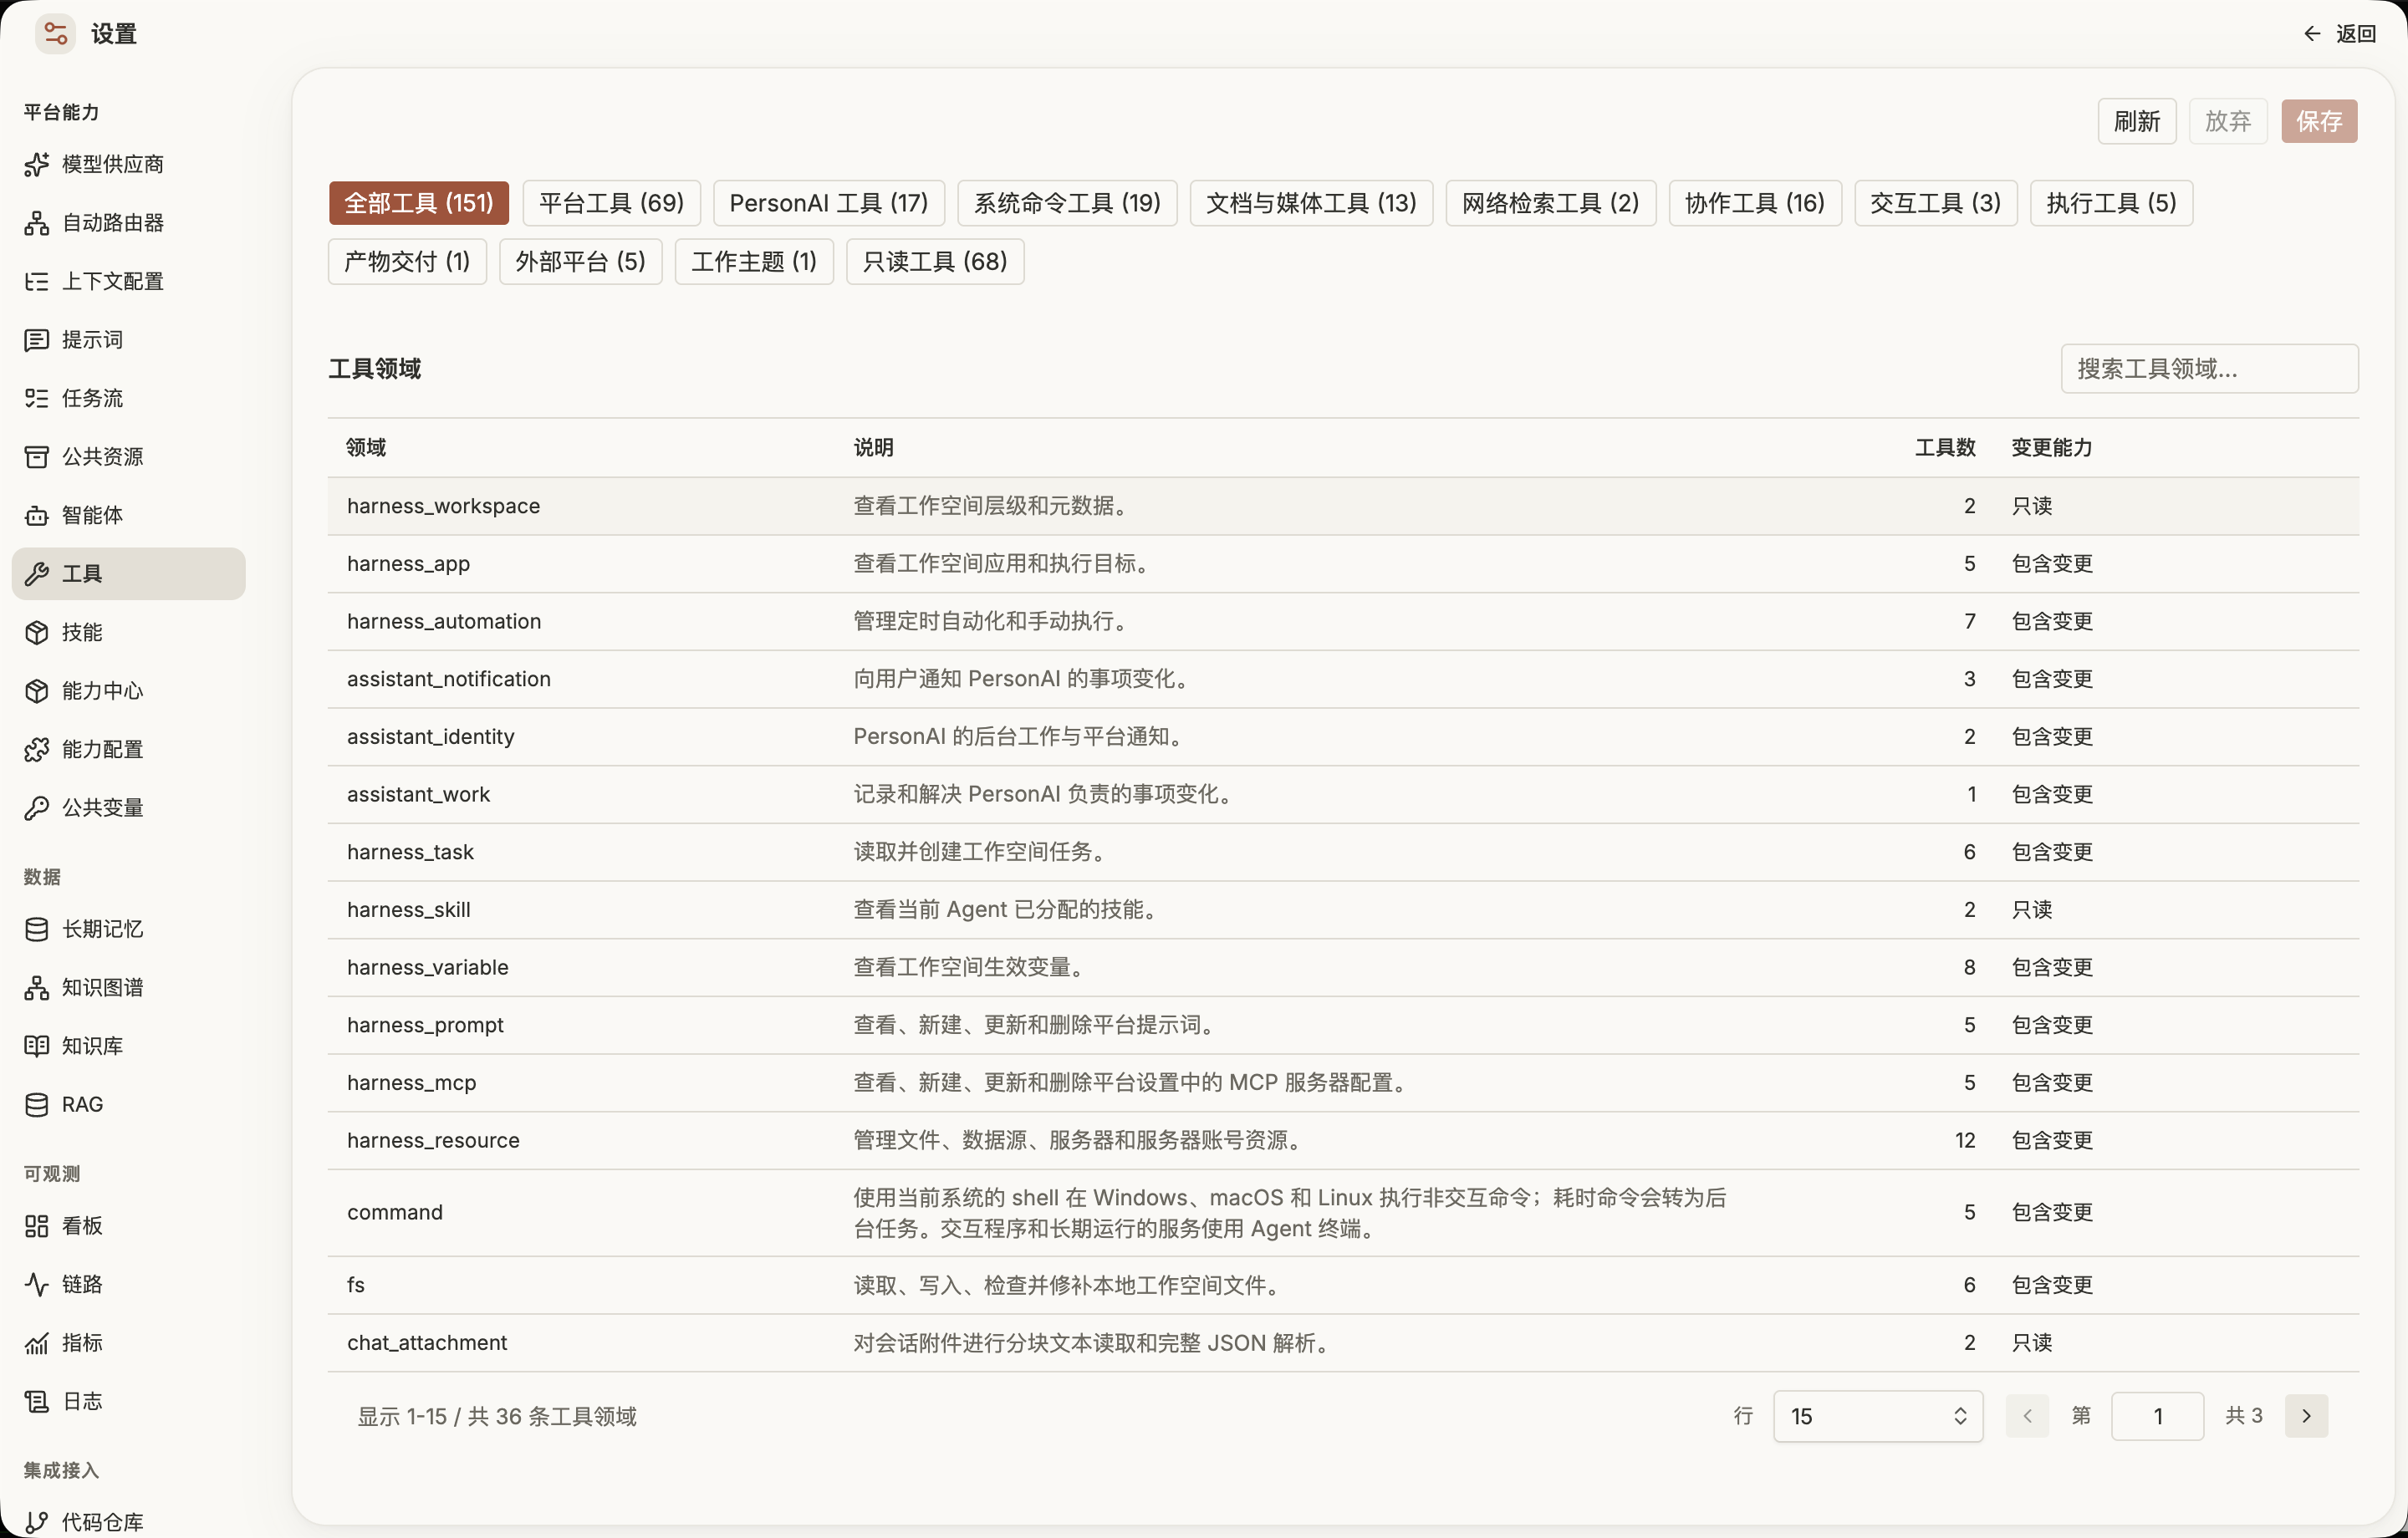 设置
返回
平台能力
模型供应商
自动路由器
上下文配置
提示词
任务流
公共资源
智能体
工具
技能
能力中心
能力配置
公共变量
数据
长期记忆
知识图谱
知识库
RAG
可观测
看板
链路
指标
日志
集成接入
代码仓库
刷新 放弃 保存
全部工具 (151) 平台工具 (69) PersonAI 工具 (17) 系统命令工具 (19) 文档与媒体工具 (13) 网络检索工具 (2) 协作工具 (16) 交互工具 (3) 执行工具 (5)
产物交付 (1) 外部平台 (5) 工作主题 (1) 只读工具 (68)
工具领域 搜索工具领域...
领域 说明 工具数 变更能力
harness_workspace 查看工作空间层级和元数据。 2 只读
harness_app 查看工作空间应用和执行目标。 5 包含变更
harness_automation 管理定时自动化和手动执行。 7 包含变更
assistant_notification 向用户通知 PersonAI 的事项变化。 3 包含变更
assistant_identity PersonAI 的后台工作与平台通知。 2 包含变更
assistant_work 记录和解决 PersonAI 负责的事项变化。 1 包含变更
harness_task 读取并创建工作空间任务。 6 包含变更
harness_skill 查看当前 Agent 已分配的技能。 2 只读
harness_variable 查看工作空间生效变量。 8 包含变更
harness_prompt 查看、新建、更新和删除平台提示词。 5 包含变更
harness_mcp 查看、新建、更新和删除平台设置中的 MCP 服务器配置。 5 包含变更
harness_resource 管理文件、数据源、服务器和服务器账号资源。 12 包含变更
command 使用当前系统的 shell 在 Windows、macOS 和 Linux 执行非交互命令；耗时命令会转为后 5 包含变更
台任务。交互程序和长期运行的服务使用 Agent 终端。
fs 读取、写入、检查并修补本地工作空间文件。 6 包含变更
chat_attachment 对会话附件进行分块文本读取和完整 JSON 解析。 2 只读
显示 1-15 / 共 36 条工具领域 行 15 第 1 共 3